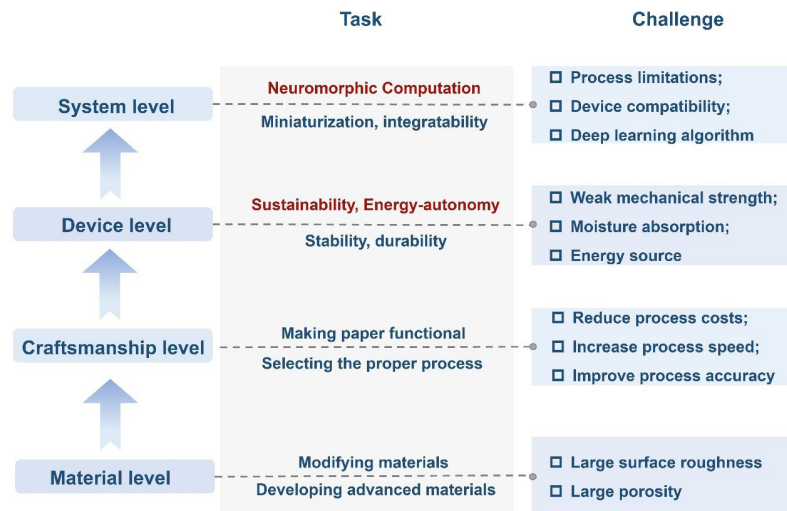 Task
Challenge
System level
Neuromorphic Computation
Miniaturization, integratability
Process limitations;
Device compatibility;
Deep learning algorithm
Device level
Sustainability, Energy-autonomy
Stability, durability
Weak mechanical strength;
Moisture absorption;
Energy source
Craftsmanship level
Making paper functional
Selecting the proper process
Reduce process costs;
Increase process speed;
Improve process accuracy
Material level
Modifying materials
Developing advanced materials
Large surface roughness
Large porosity